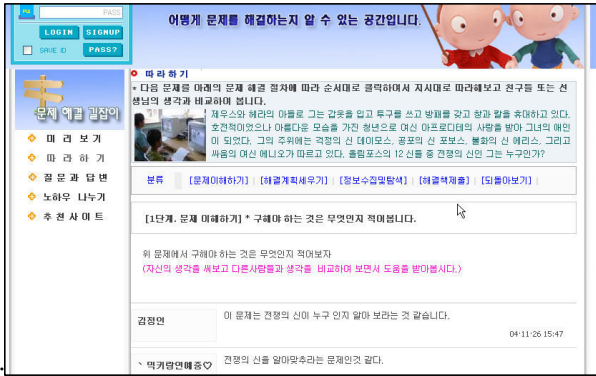 PASS
어떻게 문제를 해결하는지 알 수 있는 공간입니다.
LOGIN SIGNUP
SAVE ID PASS?
문제 해결 길잡이
미 리 보 기
따 라 하 기
질 문 과 답 변
노하우 나누기
추 천 사 이 트
따 라 하 기
* 다음 문제를 아래의 문제 해결 절차에 따라 순서대로 클릭하며서 지시대로 따라해보고 친구들 또는 선
생님의 생각과 비교하여 봅니다.
제우스와 헤라의 아들로 그는 갑옷을 입고 투구를 쓰고 방패를 갖고 창과 칼을 휴대하고 있다.
호전적이었으나 아름다운 모습을 가진 청년으로 여신 아프로디테의 사랑을 받아 그녀의 애인
이 되었다. 그의 주위에는 걱정의 신 데이모스, 공포의 신 포보스, 불화의 신 에리스, 그리고
싸움의 여신 에니오가 따르고 있다. 올림포스의 12 신들 중 전쟁의 신인 그는 누구인가?
분류 [문제이해하기] | [해결계획세우기] | [정보수집및탐색] | [해결책제출] | [되돌아보기] |
[1단계. 문제 이해하기] * 구해야 하는 것은 무엇인지 적어봅니다.
위 문제에서 구해야 하는 것은 무엇인지 적어보자
(자신의 생각을 써보고 다른사람들과 생각을 비교하여 보면서 도움을 받아봅시다.)
김정민
이 문제는 전쟁의 신이 누구 인지 알아 보라는 것 같습니다.
04-11-26 15:47
전쟁의 신을 알아맞추라는 문제인것 같다.